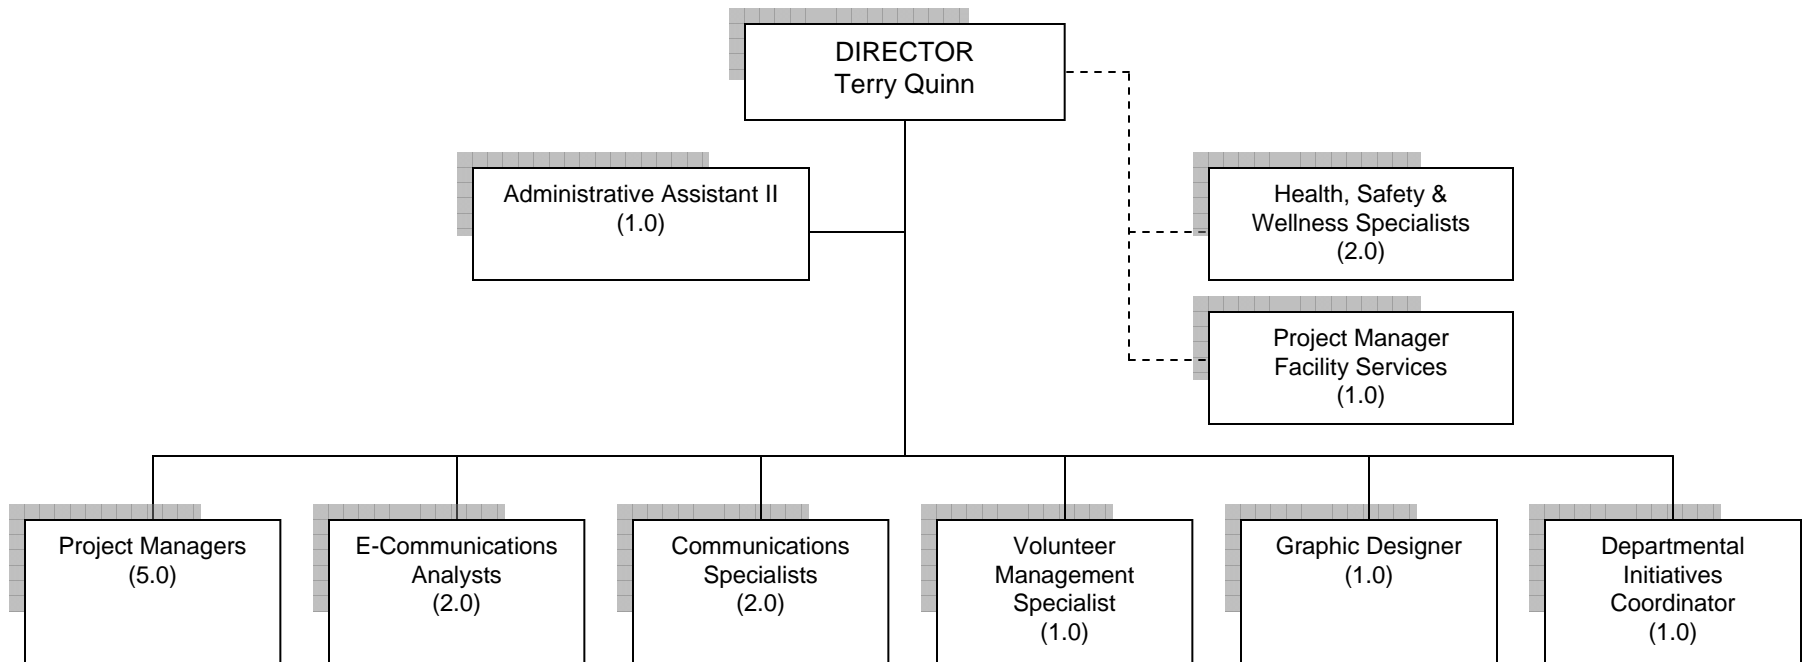 DIRECTOR
Terry Quinn
Administrative Assistant II
(1.0)
Health, Safety &
Wellness Specialists
(2.0)
Project Manager
Facility Services
(1.0)
Project Managers
(5.0)
E-Communications
Analysts
(2.0)
Communications
Specialists
(2.0)
Volunteer
Management
Specialist
(1.0)
Graphic Designer
(1.0)
Departmental
Initiatives
Coordinator
(1.0)